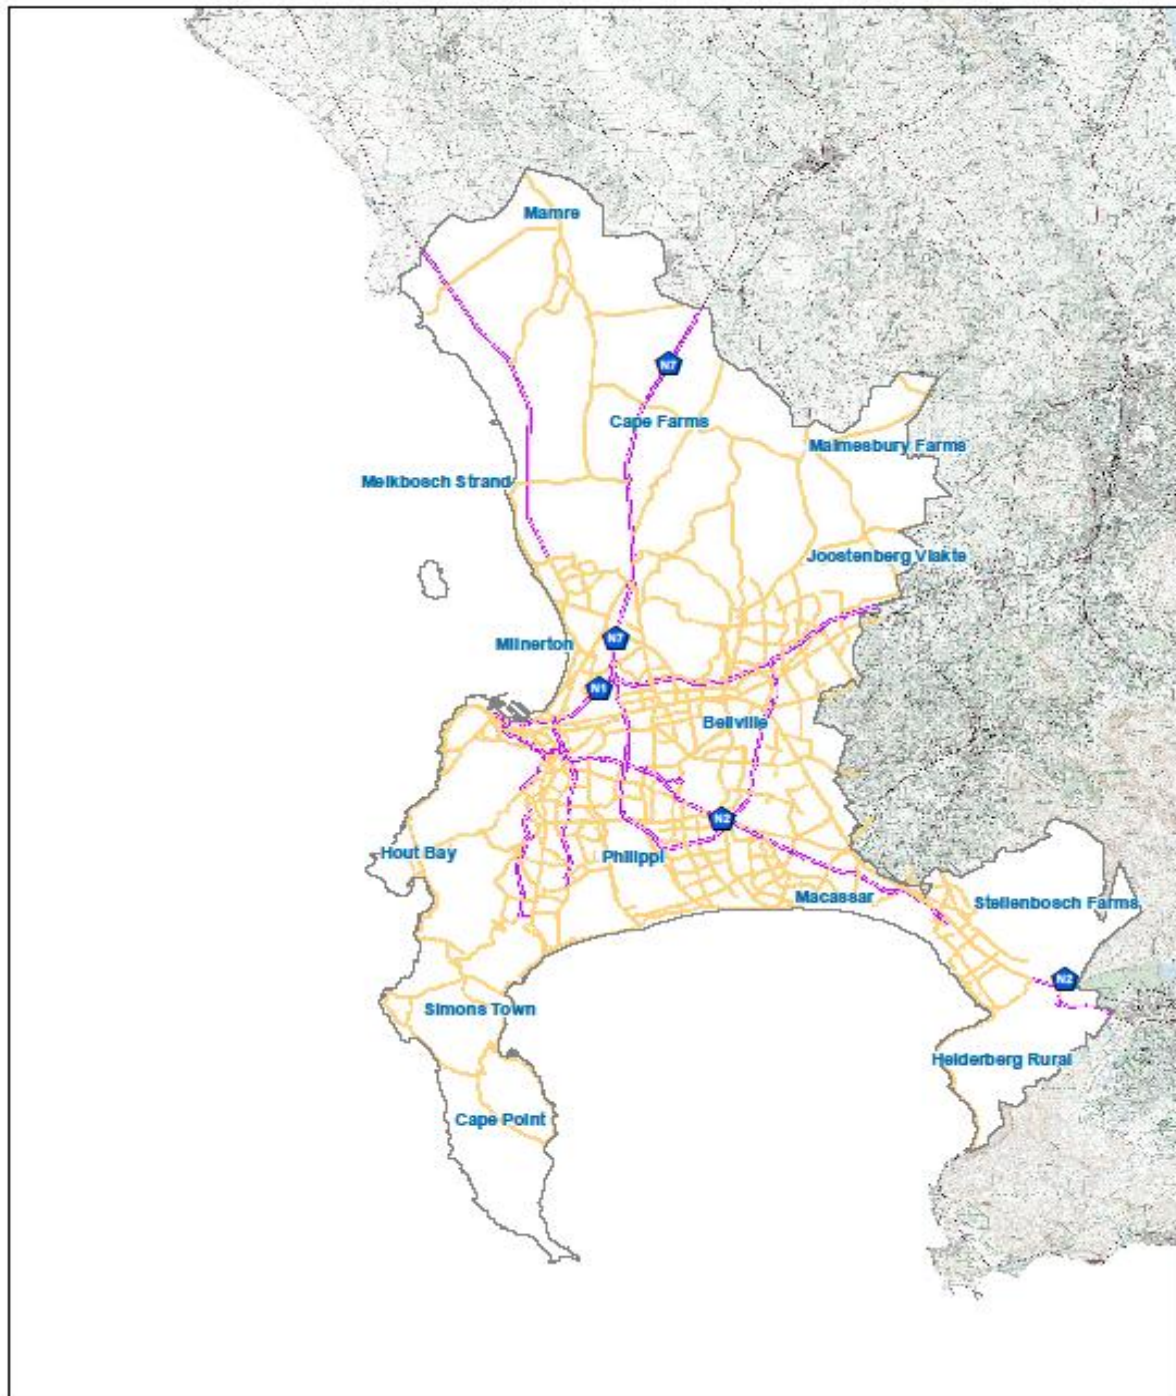 Mamre
N7
Cape Farms
Malmesbury Farms
Melkbosch Strand
Joostenberg Vlakte
N7
Milnerton
N1
Bellville
N2
Hout Bay
Philippi
Macassar
Stellenbosch Farms
N2
Simons Town
Helderberg Rural
Cape Point